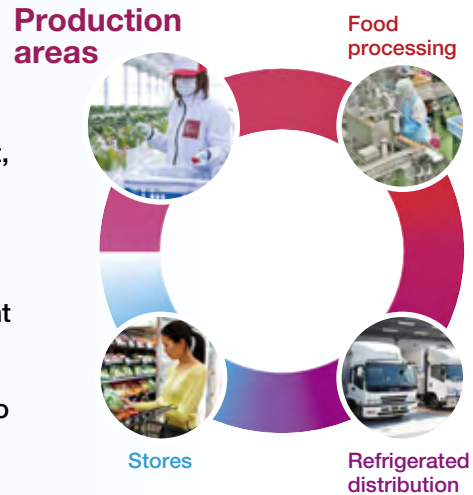 Production
areas
Food
processing
Stores
Refrigerated
distribution